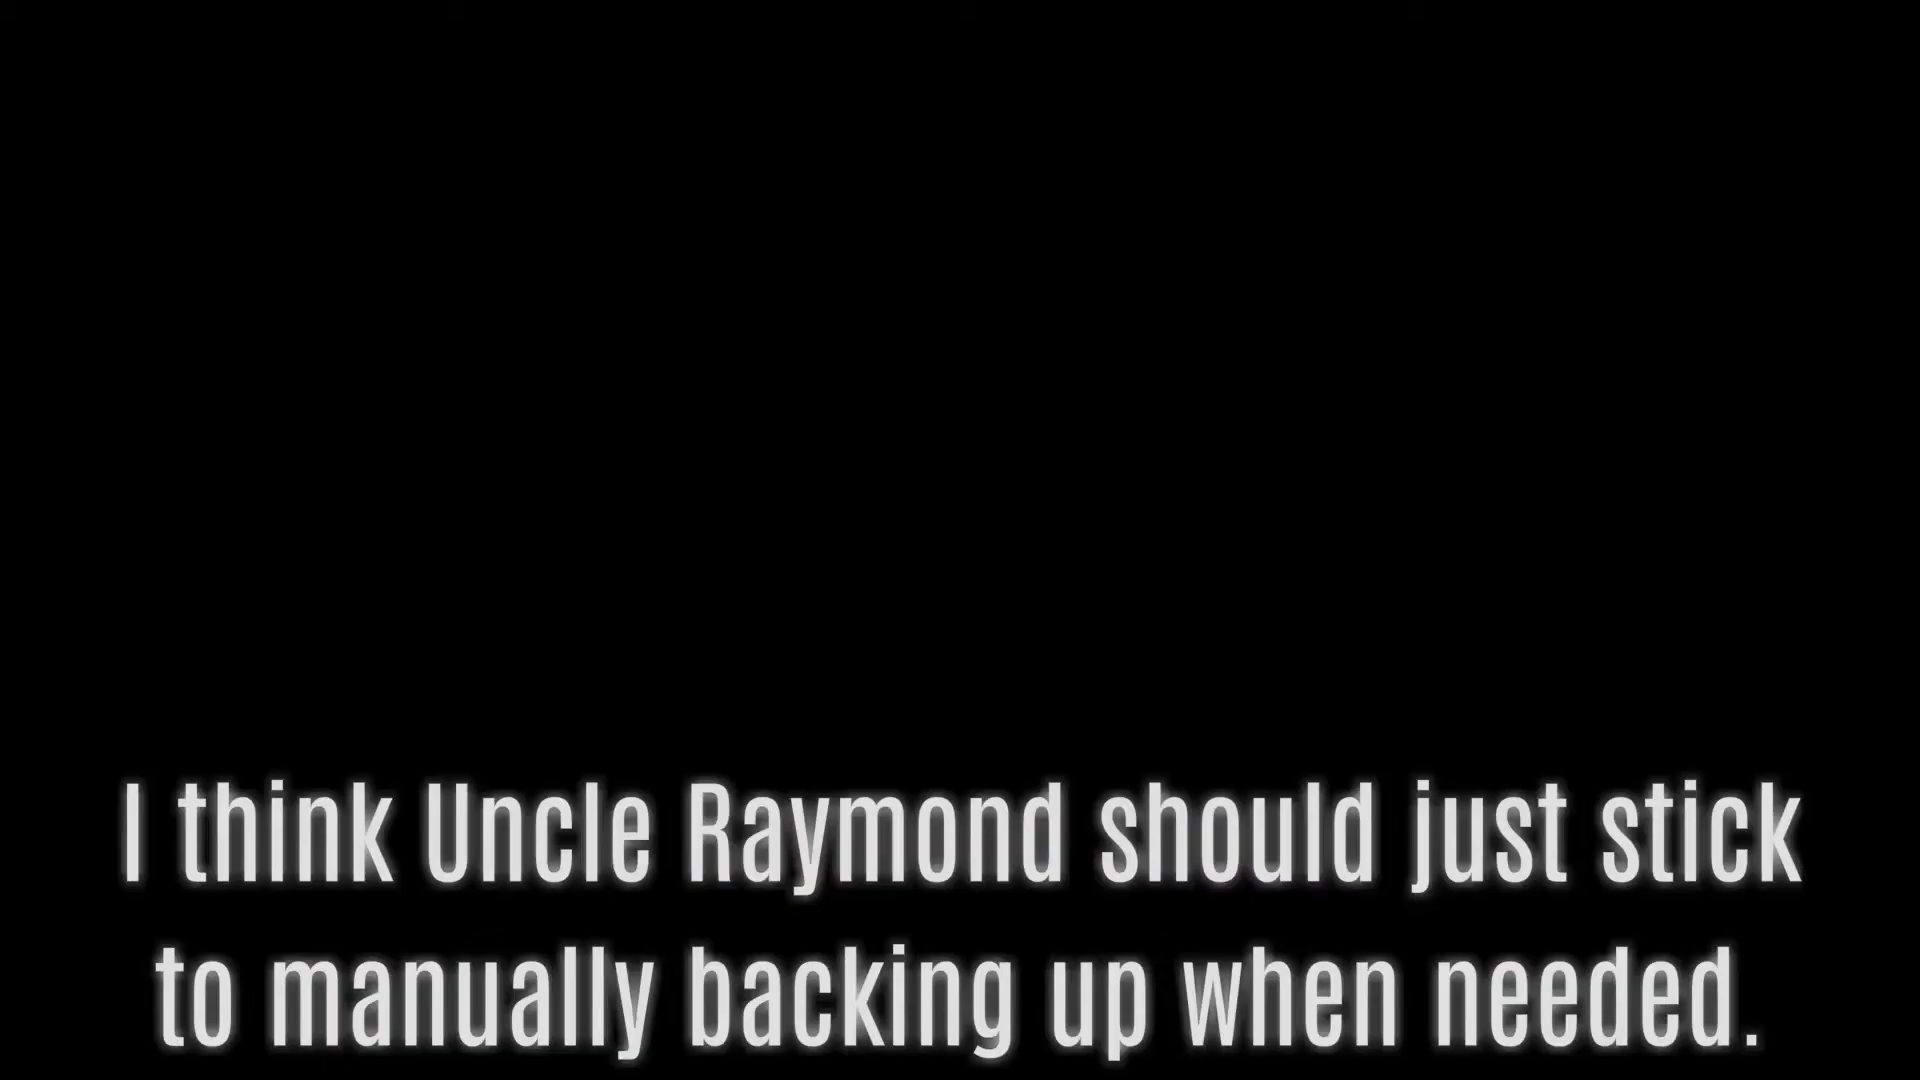 I think Uncle Raymond should just stick
to manually backing up when needed.